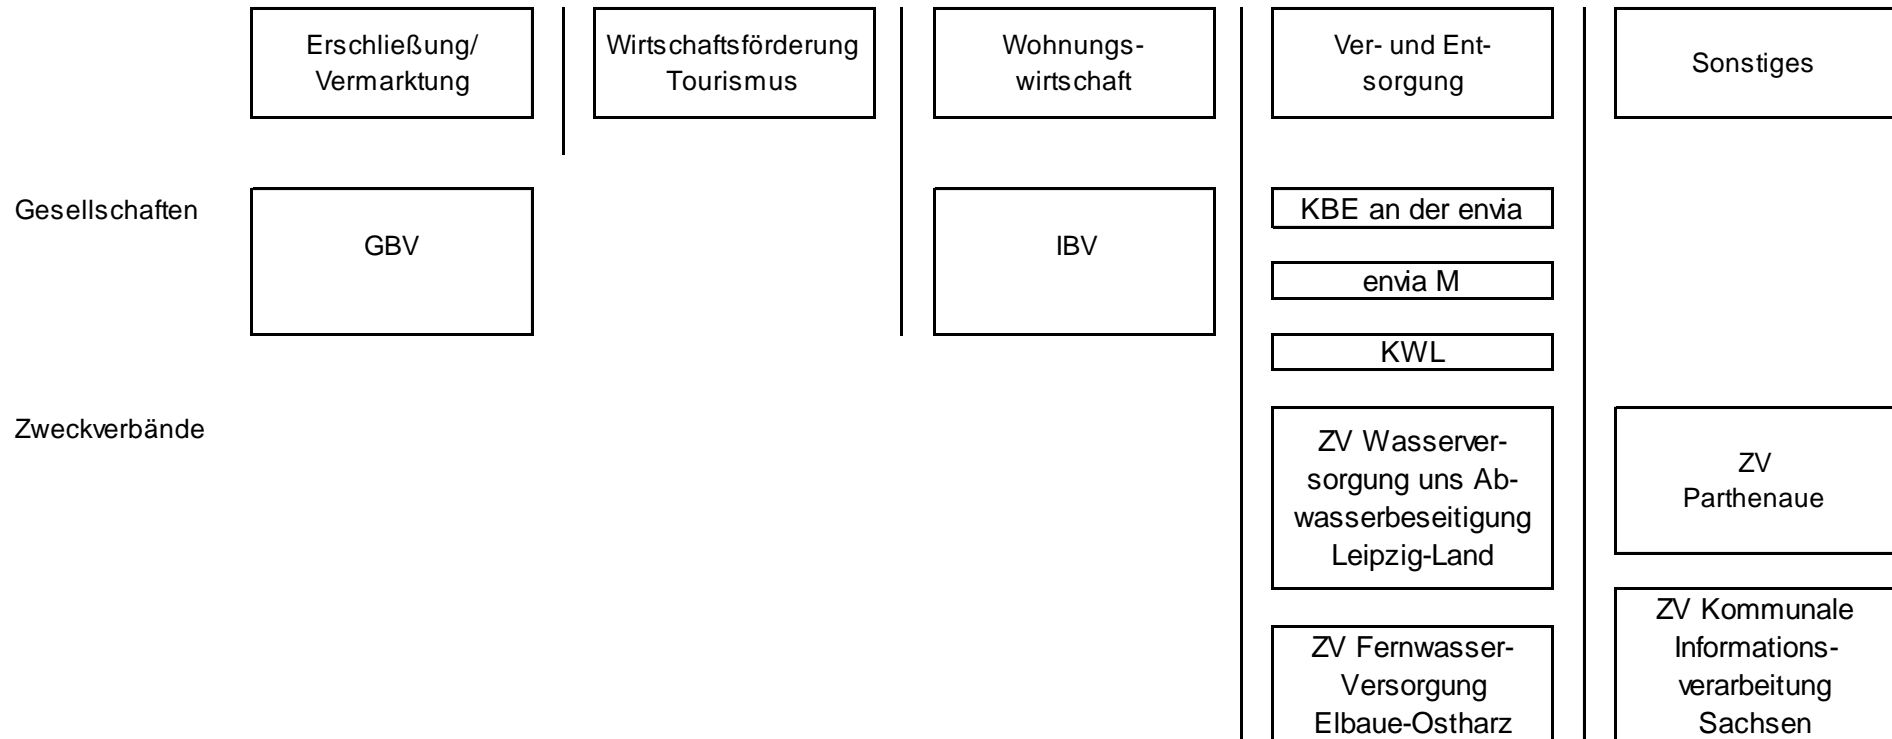 Erschließung/
Vermarktung
Wirtschaftsförderung
Tourismus
Wohnungs-
wirtschaft
Ver- und Ent-
sorgung
Sonstiges
Gesellschaften
GBV
IBV
KBE an der envia
envia M
KWL
Zweckverbände
ZV Wasserver-
sorgung uns Ab-
wasserbeseitigung
Leipzig-Land
ZV
Parthenaue
ZV Fernwasser-
Versorgung
Elbaue-Ostharz
ZV Kommunale
Informations-
verarbeitung
Sachsen